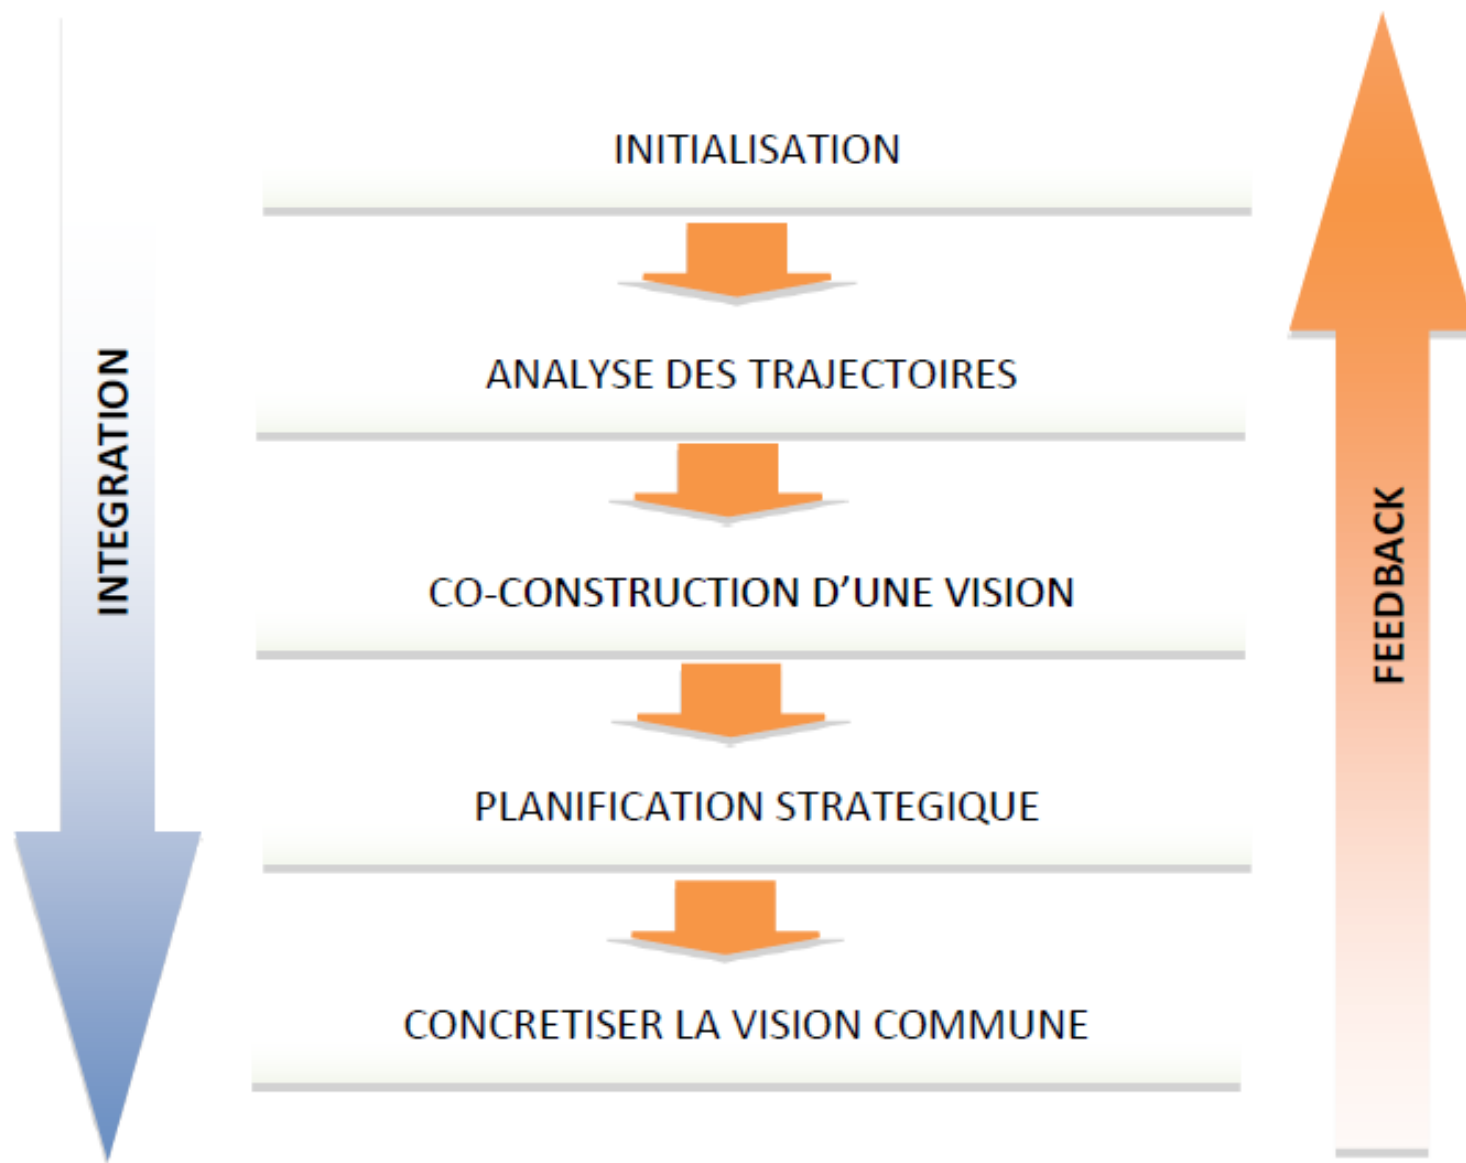 INITIALISATION
ANALYSE DES TRAJECTOIRES
CO-CONSTRUCTION D’UNE VISION
PLANIFICATION STRATEGIQUE
CONCRETISER LA VISION COMMUNE
INTEGRATION
FEEDBACK